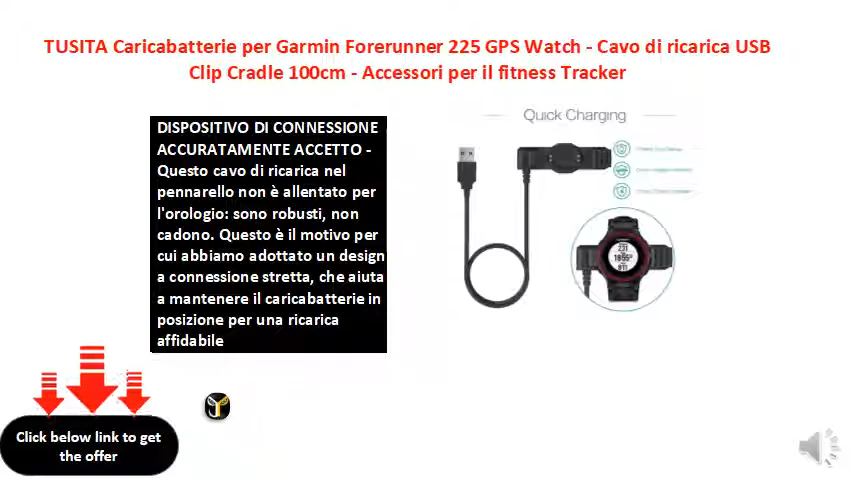 TUSITA Caricabatterie per Garmin Forerunner 225 GPS Watch - Cavo di ricarica USB
Clip Cradle 100cm - Accessori per il fitness Tracker
DISPOSITIVO DI CONNESSIONE
ACCURATAMENTE ACCETTO -
Questo cavo di ricarica nel
pennarello non è allentato per
l'orologio: sono robusti, non
cadono. Questo è il motivo per
cui abbiamo adottato un design
a connessione stretta, che aiuta
a mantenere il caricabatterie in
posizione per una ricarica
affidabile
Quick Charging
Click below link to get
the offer